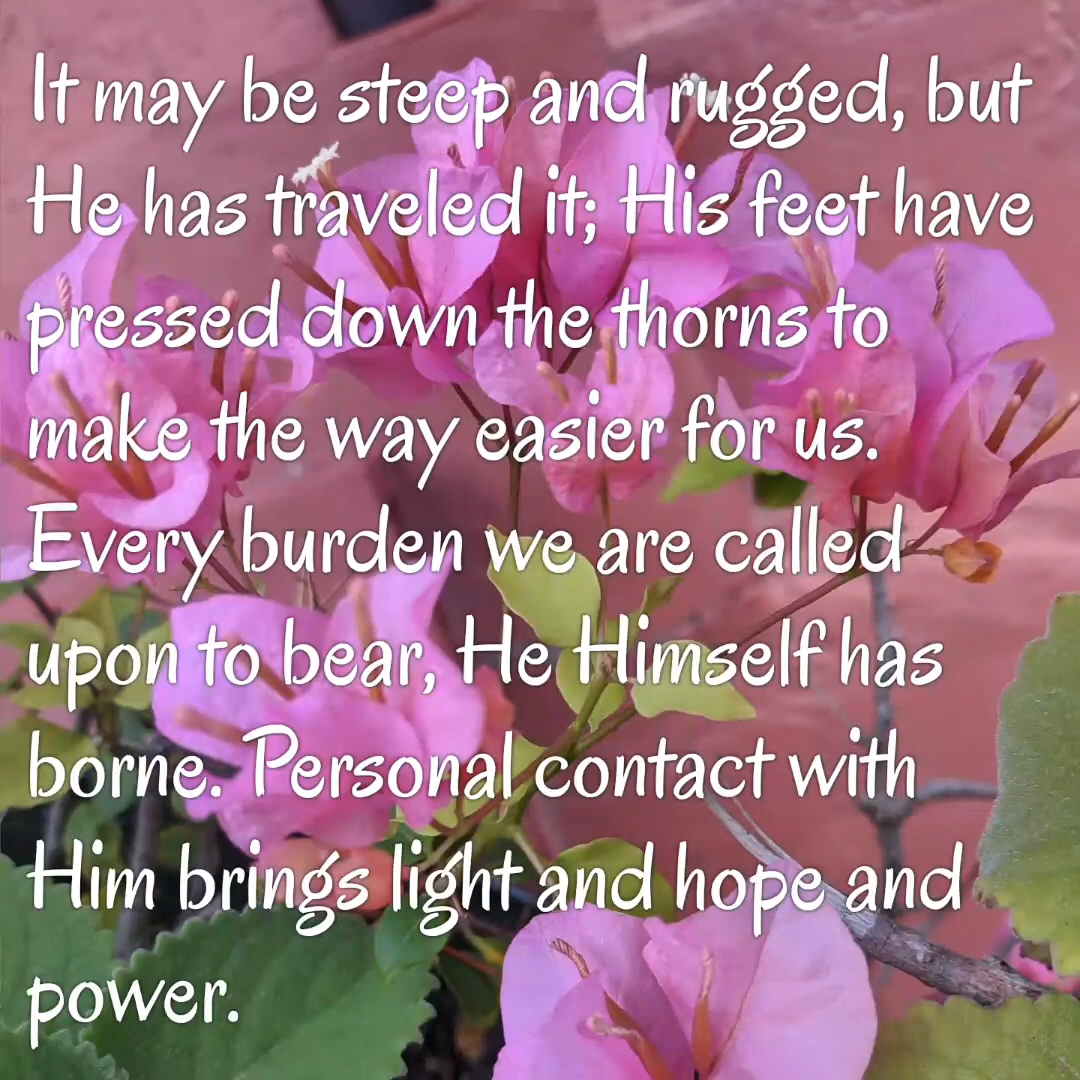 It may be steep and rugged, but
He has traveled it; His feet have
pressed down the thorns to
make the way easier for us.
Every burden we are called
upon to bear, He Himself has
borne. Personal contact with
Him brings light and hope and
power.